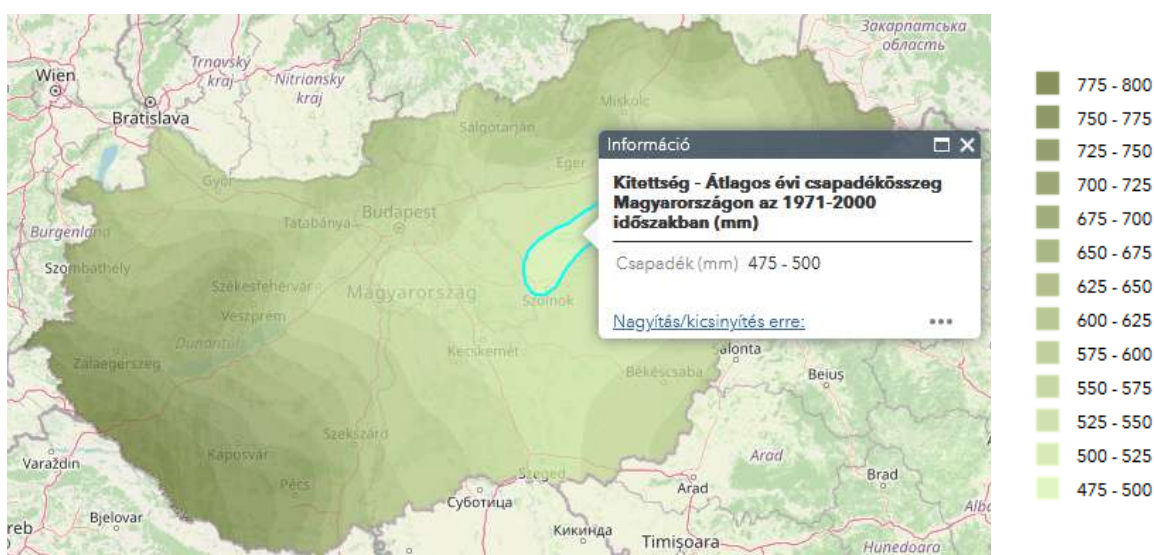 Закарпатська
область
Trnavský
kraj
Nitriansky
kraj
Wien
Bratislava
Miskolc
Salgótarján
Eger
Győr
Budapest
Tatabánya
Burgenland
Szombathely
Székesfehérvár
Magyarország
Szolnok
Veszprém
Dunántúl
Zalaegerszeg
Kecskemét
Békéscsaba
Salonta
Beiuș
Szekszárd
Kaposvár
Pécs
Varaždin
Szeged
Arad
Brad
Суботица
Arad
Alba
Bjelovar
reb
Кикинда
Timișoara
Hunedoara
Információ
Kitettség - Átlagos évi csapadékösszeg
Magyarországon az 1971-2000
időszakban (mm)
Csapadék (mm) 475 - 500
Nagyítás/kicsinyítés erre:
•••
775 - 800
750 - 775
725 - 750
700 - 725
675 - 700
650 - 675
625 - 650
600 - 625
575 - 600
550 - 575
525 - 550
500 - 525
475 - 500